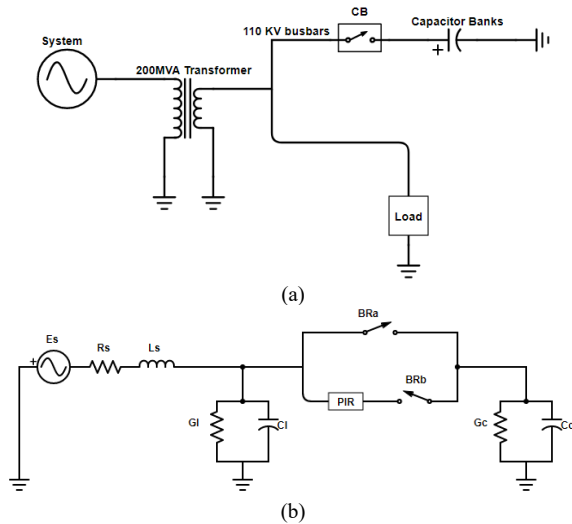 System
200MVA Transformer
110 KV busbars
CB
Capacitor Banks
+
Load
(a)
Es
+
Rs
Ls
BRa
BRb
PIR
Gl
Cl
Gc
Cc
(b)